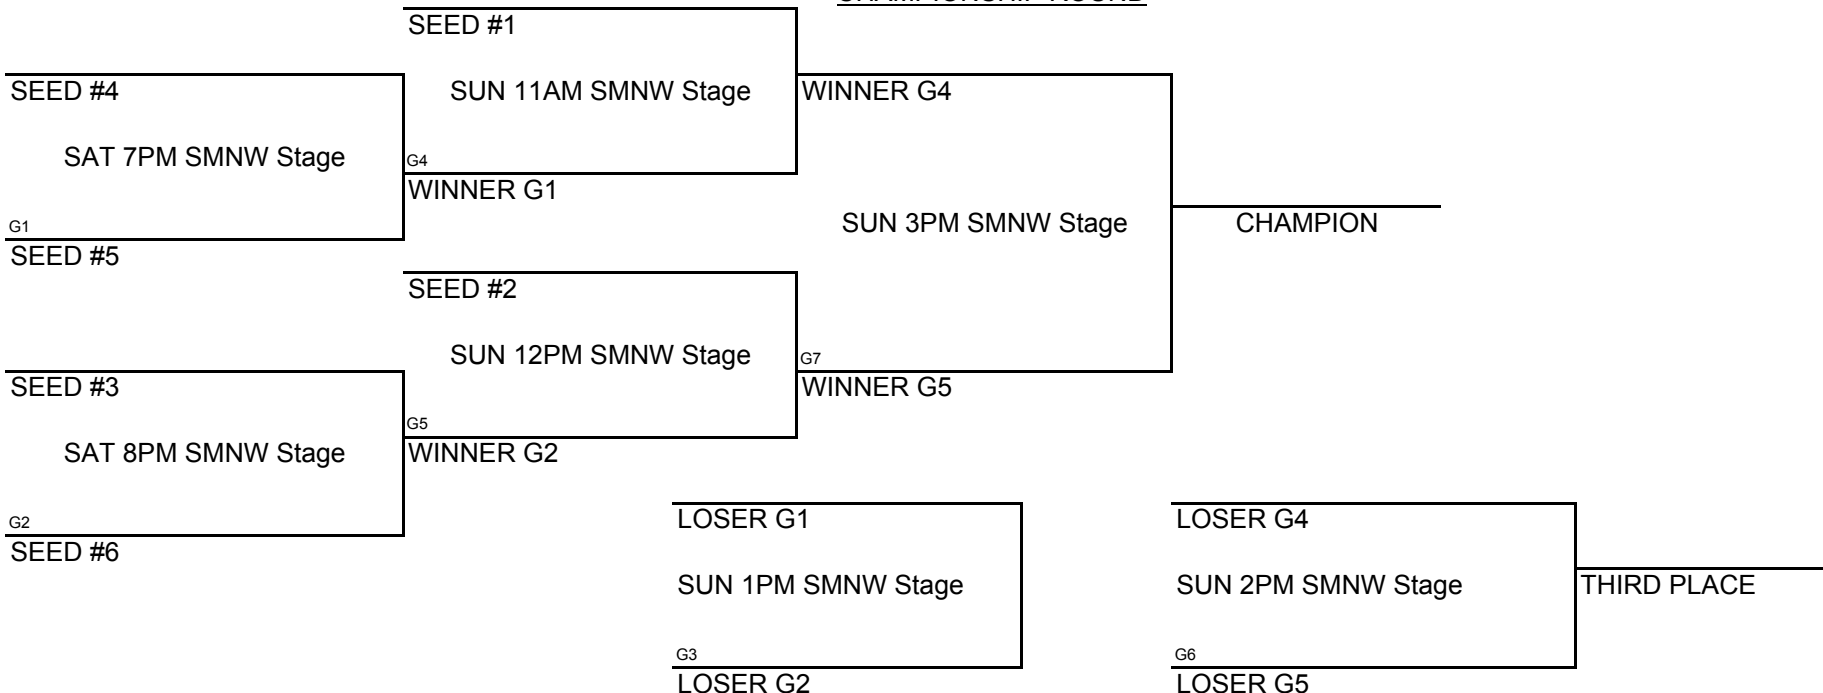 CHAMPIONSHIP ROUND
SEED #1
SEED #4
SUN 11AM SMNW Stage
WINNER G4
SAT 7PM SMNW Stage
G4
WINNER G1
G1
SEED #5
SUN 3PM SMNW Stage
CHAMPION
SEED #2
SUN 12PM SMNW Stage
G7
WINNER G5
SEED #3
G5
WINNER G2
SAT 8PM SMNW Stage
G2
SEED #6
LOSER G1
SUN 1PM SMNW Stage
G3
LOSER G2
LOSER G4
SUN 2PM SMNW Stage
THIRD PLACE
G6
LOSER G5